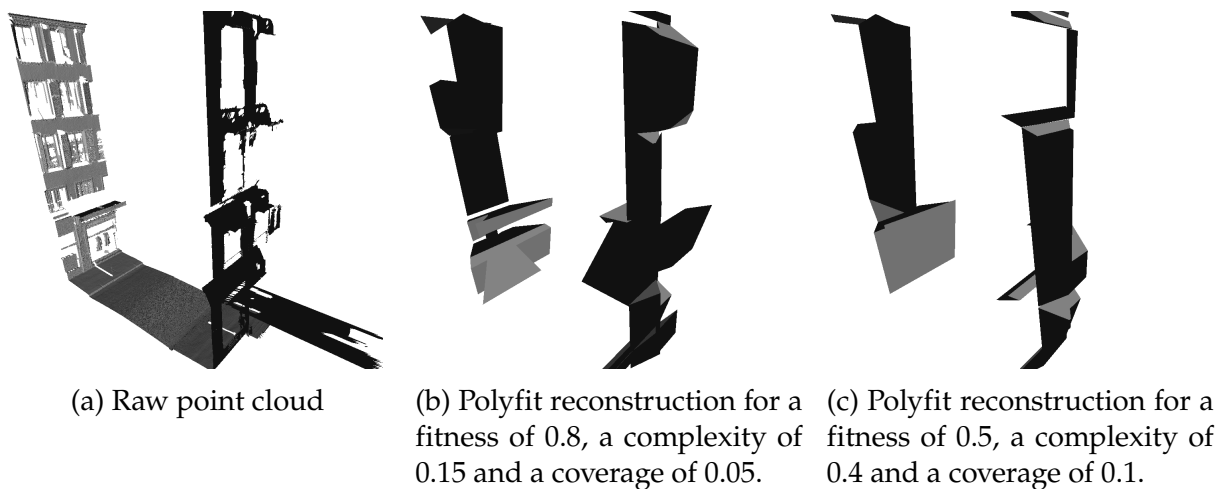 (a) Raw point cloud
(b) Polyfit reconstruction for a
fitness of 0.8, a complexity of
0.15 and a coverage of 0.05.
(c) Polyfit reconstruction for a
fitness of 0.5, a complexity of
0.4 and a coverage of 0.1.